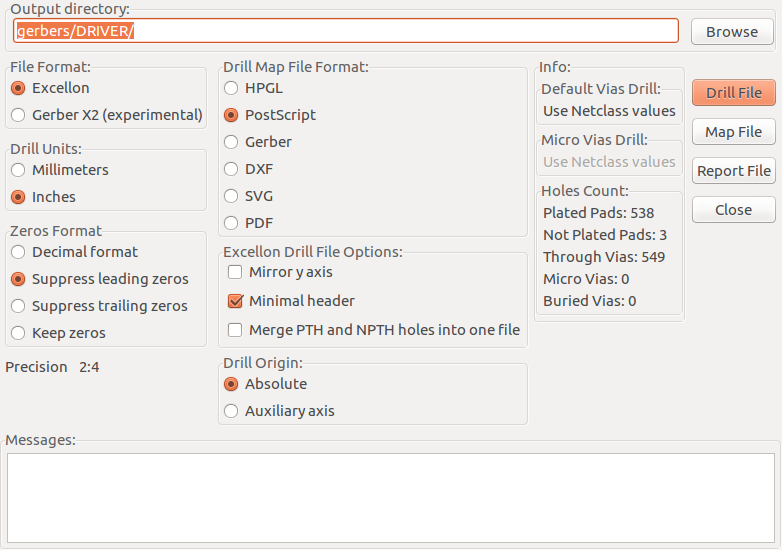 Output directory:
gerbers/DRIVER/
Browse
File Format:
Excellon
Gerber X2 (experimental)
Drill Units:
Millimeters
Inches
Zeros Format
Decimal format
Suppress leading zeros
Suppress trailing zeros
Keep zeros
Precision 2:4
Drill Map File Format:
HPGL
PostScript
Gerber
DXF
SVG
PDF
Excellon Drill File Options:
Mirror y axis
Minimal header
Merge PTH and NPTH holes into one file
Drill Origin:
Absolute
Auxiliary axis
Info:
Default Vias Drill:
Use Netclass values
Micro Vias Drill:
Use Netclass values
Holes Count:
Plated Pads: 538
Not Plated Pads: 3
Through Vias: 549
Micro Vias: 0
Buried Vias: 0
Drill File
Map File
Report File
Close
Messages: